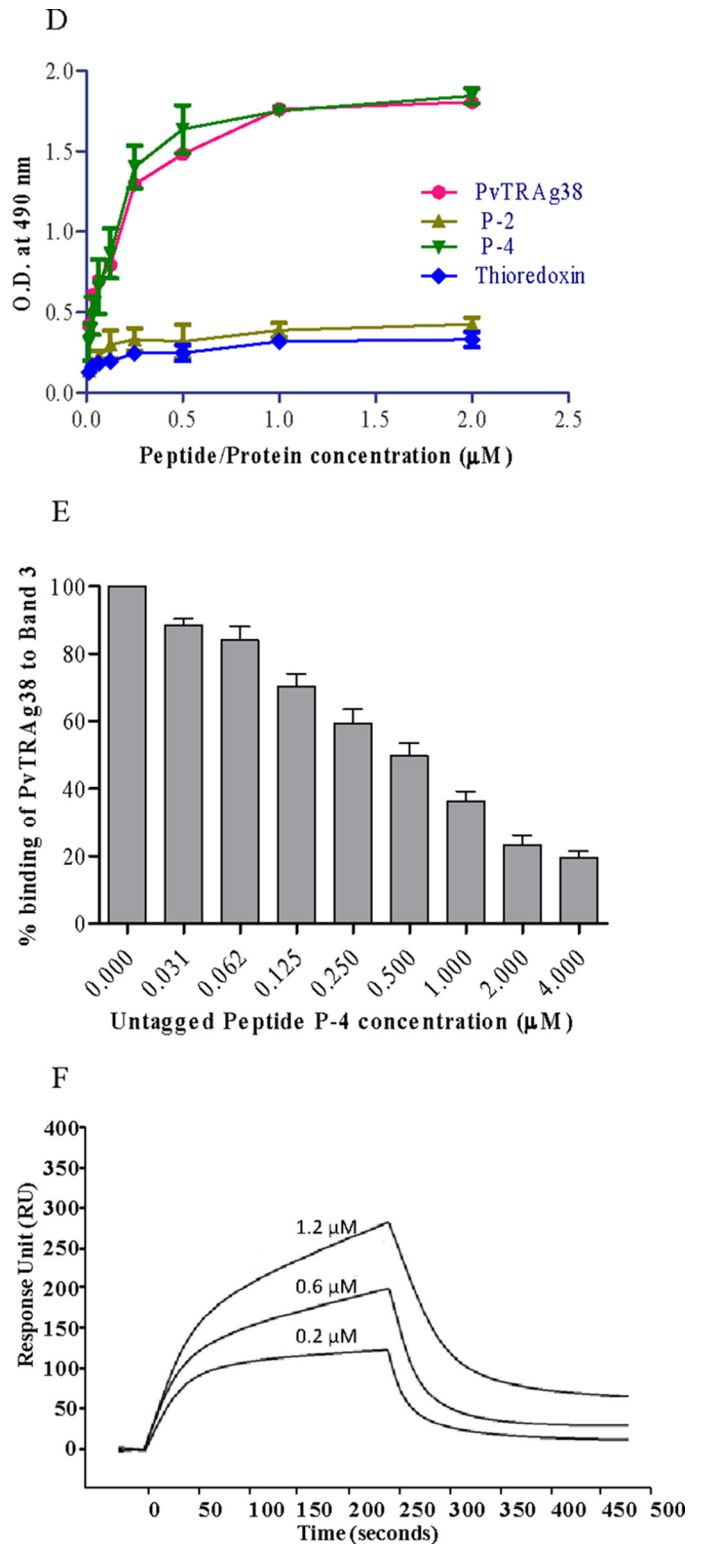 D
2.0
1.5
1.0
0.5
0.0
O.D. at 490 nm
PvTRAg38
P-2
P-4
Thioredoxin
0.0 0.5 1.0 1.5 2.0 2.5
Peptide/Protein concentration (μM)
E
100
80
60
40
20
0
% binding of PvTRAg38 to Band 3
0.000 0.031 0.062 0.125 0.250 0.500 1.000 2.000 4.000
Untagged Peptide P-4 concentration (μM)
F
400
350
300
250
200
150
100
50
0
Response Unit (RU)
1.2 μM
0.6 μM
0.2 μM
0 50 100 150 200 250 300 350 400 450 500
Time (seconds)